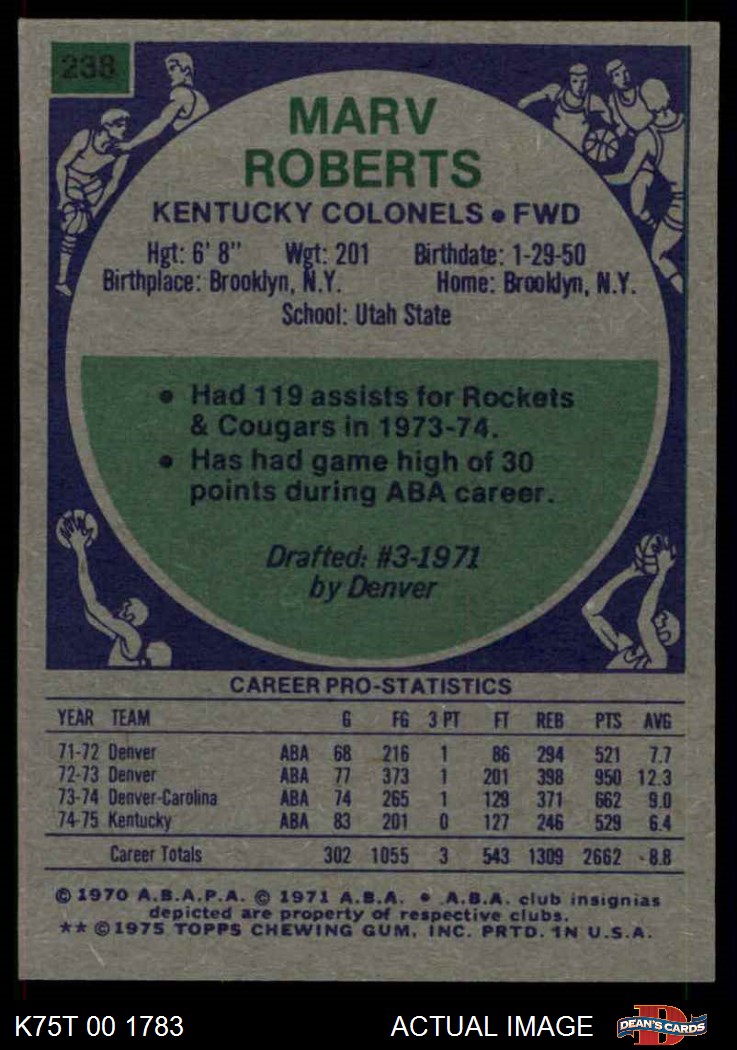 238
MARV
ROBERTS
KENTUCKY COLONELS • FWD
Hgt: 6' 8" Wgt: 201 Birthdate: 1-29-50
Birthplace: Brooklyn, N.Y. Home: Brooklyn, N.Y.
School: Utah State
• Had 119 assists for Rockets
& Cougars in 1973-74.
• Has had game high of 30
points during ABA career.
Drafted: #3-1971
by Denver
CAREER PRO-STATISTICS
YEAR TEAM G FG 3 PT FT REB PTS AVG
71-72 Denver ABA 68 216 1 86 294 521 7.7
72-73 Denver ABA 77 373 1 201 398 950 12.3
73-74 Denver-Carolina ABA 74 265 1 129 371 662 9.0
74-75 Kentucky ABA 83 201 0 127 246 529 6.4
Career Totals 302 1055 3 543 1309 2662 8.8
© 1970 A.B.A.P.A. © 1971 A.B.A. • A.B.A. club insignias
depicted are property of respective clubs.
** © 1975 TOPPS CHEWING GUM, INC. PRTD. IN U.S.A.
K75T 00 1783 ACTUAL IMAGE DEAN'S CARDS